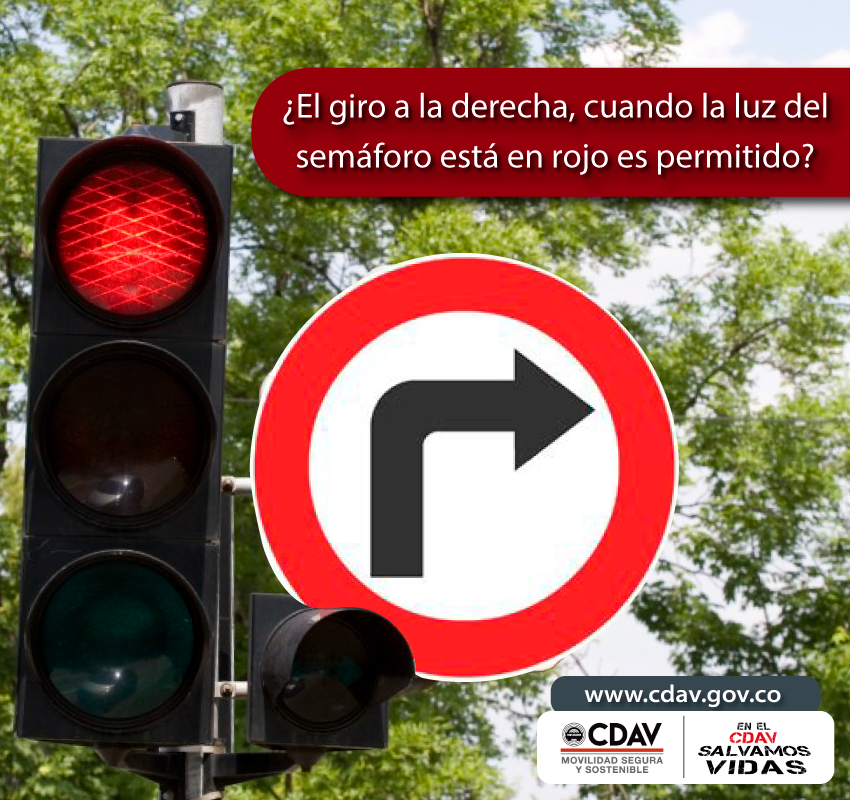 ¿El giro a la derecha, cuando la luz del
semáforo está en rojo es permitido?
www.cdav.gov.co
CDAV
MOVILIDAD SEGURA
Y SOSTENIBLE
EN EL
CDAV
SALVAMOS
VIDAS